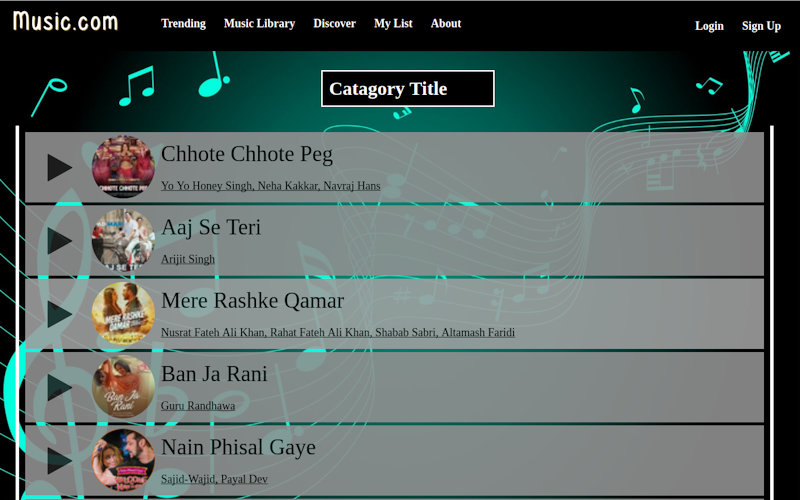 Music.com
Trending Music Library Discover My List About
Login Sign Up
Catagory Title
Chhote Chhote Peg
Yo Yo Honey Singh, Neha Kakkar, Navraj Hans
CHHOTE CHHOTE PEG
Aaj Se Teri
Arijit Singh
Mere Rashke Qamar
Nusrat Fateh Ali Khan, Rahat Fateh Ali Khan, Shabab Sabri, Altamash Faridi
MERE RASHKE
QAMAR
Ban Ja Rani
Guru Randhawa
Ban Ja
Rani
Nain Phisal Gaye
Sajid-Wajid, Payal Dev